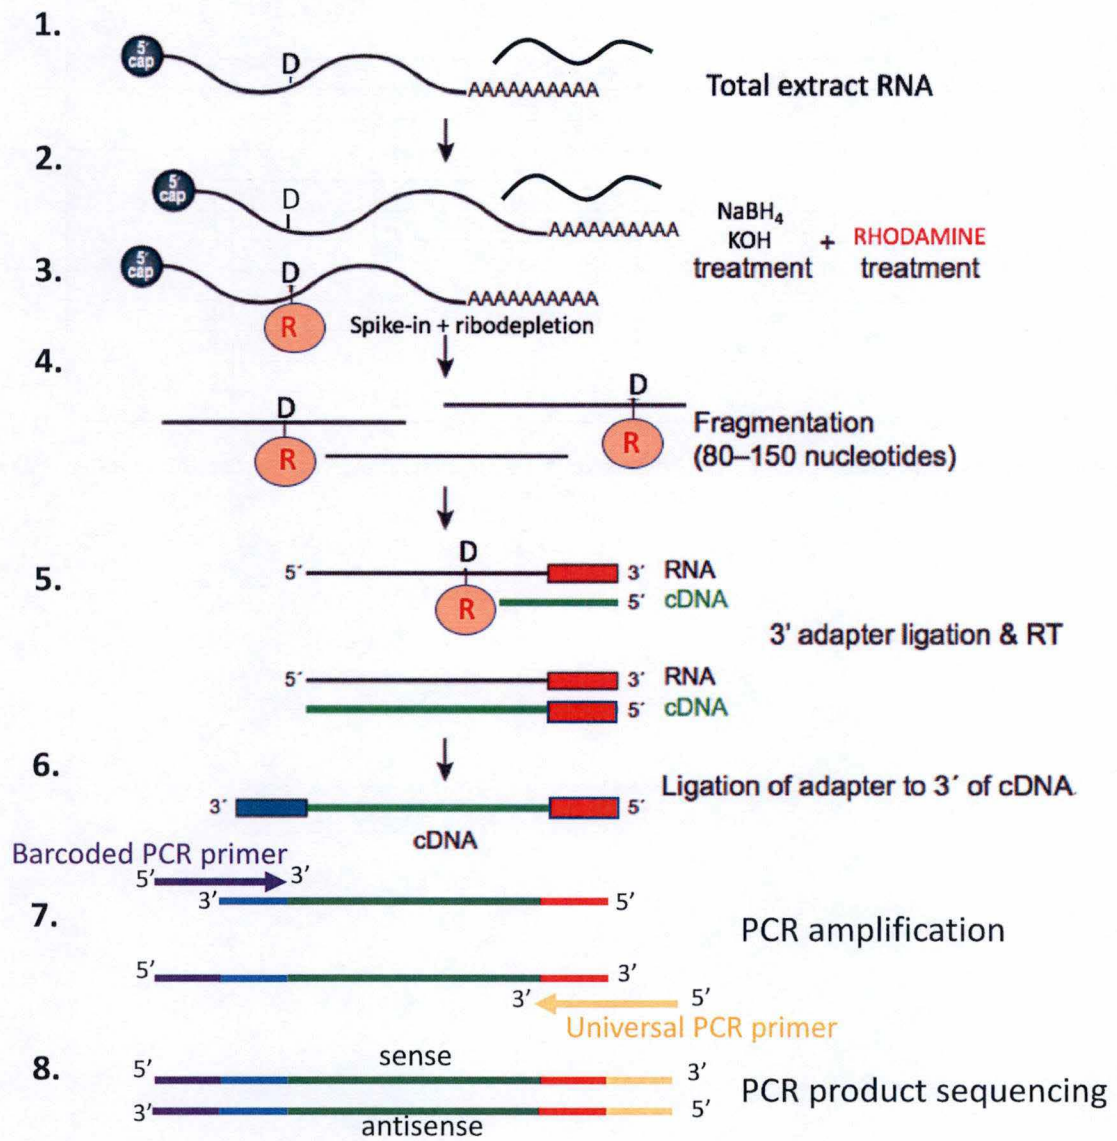 1.
5´
cap
D
AAAAAAAAAA
Total extract RNA
2.
5´
cap
D
AAAAAAAAAA
NaBH4
KOH
treatment
+
RHODAMINE
treatment
3.
5´
cap
D
AAAAAAAAAA
R
Spike-in + ribodepletion
4.
D
R
D
R
Fragmentation
(80–150 nucleotides)
5.
D
5´
3´ RNA
R
5´ cDNA
3’ adapter ligation & RT
5´
3´ RNA
5´ cDNA
6.
Ligation of adapter to 3´ of cDNA
3´
5´
cDNA
Barcoded PCR primer
5’
3’
7.
3’
5’
PCR amplification
5’
3’
3’
5’
Universal PCR primer
8.
sense
5’
3’
PCR product sequencing
3’
5’
antisense